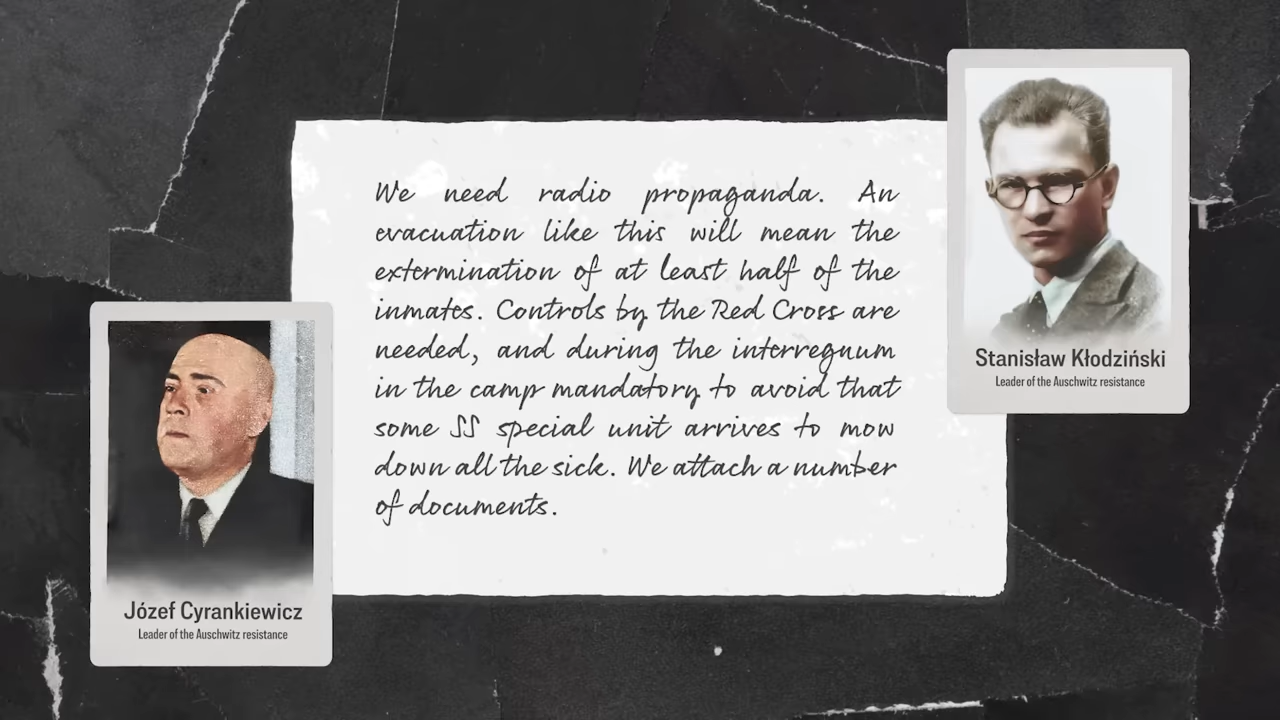 We need radio propaganda. An
evacuation like this will mean the
extermination of at least half of the
inmates. Controls by the Red Cross are
needed, and during the interregnum
in the camp mandatory to avoid that
some SS special unit arrives to mow
down all the sick. We attach a number
of documents.
Stanisław Kłodziński
Leader of the Auschwitz resistance
Józef Cyrankiewicz
Leader of the Auschwitz resistance